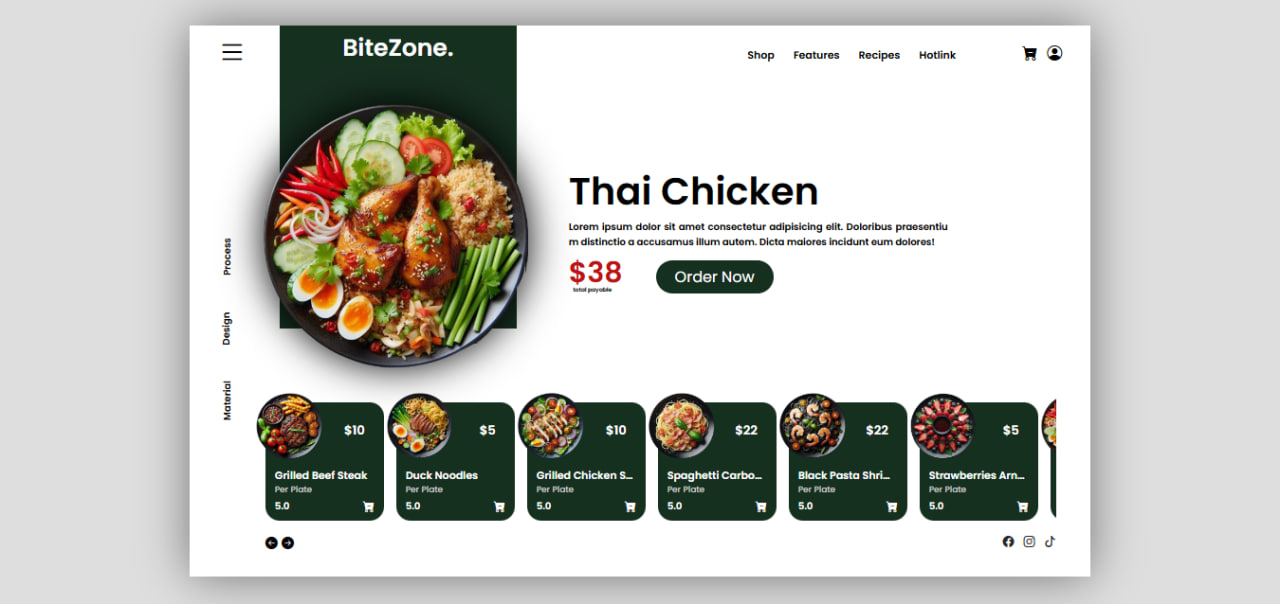 BiteZone.
Shop Features Recipes Hotlink
Process
Design
Material
Thai Chicken
Lorem ipsum dolor sit amet consectetur adipisicing elit. Doloribus praesentiu
m distinctio a accusamus illum autem. Dicta maiores incidunt eum dolores!
$38
total payable
Order Now
$10
Grilled Beef Steak
Per Plate
5.0
$5
Duck Noodles
Per Plate
5.0
$10
Grilled Chicken S...
Per Plate
5.0
$22
Spaghetti Carbo...
Per Plate
5.0
$22
Black Pasta Shri...
Per Plate
5.0
$5
Strawberries Arn...
Per Plate
5.0